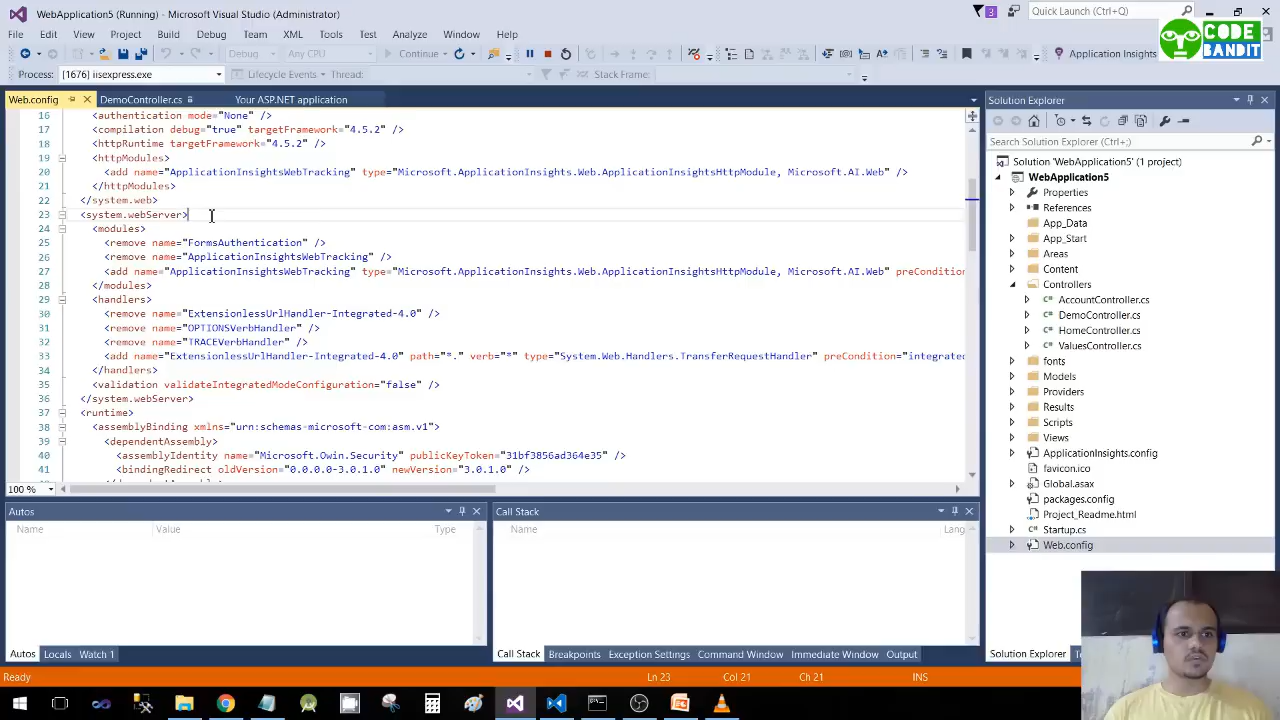 WebApplication5 (Running) - Microsoft Visual Studio (Administrator)
3
Quick Launch (Ctrl+Q)
CODE
BANDIT
File Edit View Project Build Debug Team XML Tools Test Analyze Window Help
Debug Any CPU Continue Application Insights
Process: [1676] iisexpress.exe Lifecycle Events Thread: Stack Frame:
Web.config DemoController.cs Your ASP.NET application
16 <authentication mode="None" />
17 <compilation debug="true" targetFramework="4.5.2" />
18 <httpRuntime targetFramework="4.5.2" />
19 <httpModules>
20 <add name="ApplicationInsightsWebTracking" type="Microsoft.ApplicationInsights.Web.ApplicationInsightsHttpModule, Microsoft.AI.Web" />
21 </httpModules>
22 </system.web>
23 <system.webServer>
24 <modules>
25 <remove name="FormsAuthentication" />
26 <remove name="ApplicationInsightsWebTracking" />
27 <add name="ApplicationInsightsWebTracking" type="Microsoft.ApplicationInsights.Web.ApplicationInsightsHttpModule, Microsoft.AI.Web" preCondition
28 </modules>
29 <handlers>
30 <remove name="ExtensionlessUrlHandler-Integrated-4.0" />
31 <remove name="OPTIONSVerbHandler" />
32 <remove name="TRACEVerbHandler" />
33 <add name="ExtensionlessUrlHandler-Integrated-4.0" path="*." verb="*" type="System.Web.Handlers.TransferRequestHandler" preCondition="integrated
34 </handlers>
35 <validation validateIntegratedModeConfiguration="false" />
36 </system.webServer>
37 <runtime>
38 <assemblyBinding xmlns="urn:schemas-microsoft-com:asm.v1">
39 <dependentAssembly>
40 <assemblyIdentity name="Microsoft.Owin.Security" publicKeyToken="31bf3856ad364e35" />
41 <bindingRedirect oldVersion="0.0.0.0-3.0.1.0" newVersion="3.0.1.0" />
100 %
Solution Explorer
Search Solution Explorer (Ctrl+;)
Solution 'WebApplication5' (1 project)
WebApplication5
Properties
References
App_Data
App_Start
Areas
Content
Controllers
AccountController.cs
DemoController.cs
HomeController.cs
ValuesController.cs
fonts
Models
Providers
Results
Scripts
Views
ApplicationInsights.config
favicon.ico
Global.asax
packages.config
Project_Readme.html
Startup.cs
Web.config
Autos
Name Value Type
Autos Locals Watch 1
Call Stack
Name Lang
Call Stack Breakpoints Exception Settings Command Window Immediate Window Output
Solution Explorer
Ready Ln 23 Col 21 Ch 21 INS